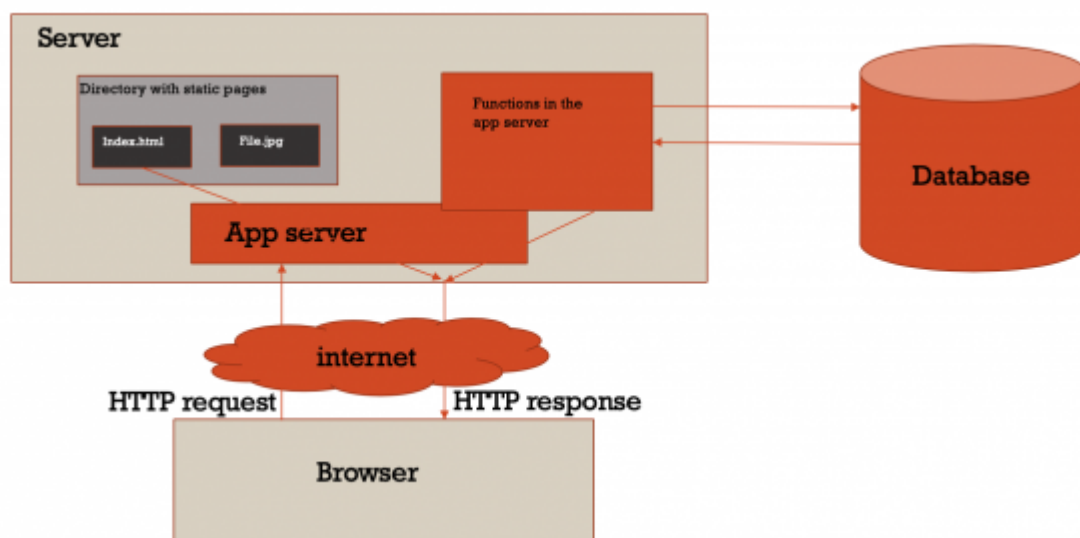 Server
Directory with static pages
Index.html
File.jpg
Functions in the
app server
Database
App server
internet
HTTP request
HTTP response
Browser